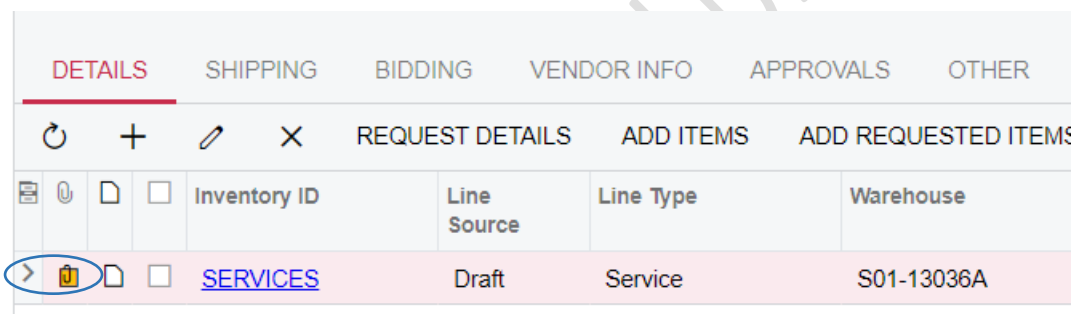 DETAILS SHIPPING BIDDING VENDOR INFO APPROVALS OTHER
REQUEST DETAILS ADD ITEMS ADD REQUESTED ITEMS
Inventory ID Line Source Line Type Warehouse
SERVICES Draft Service S01-13036A